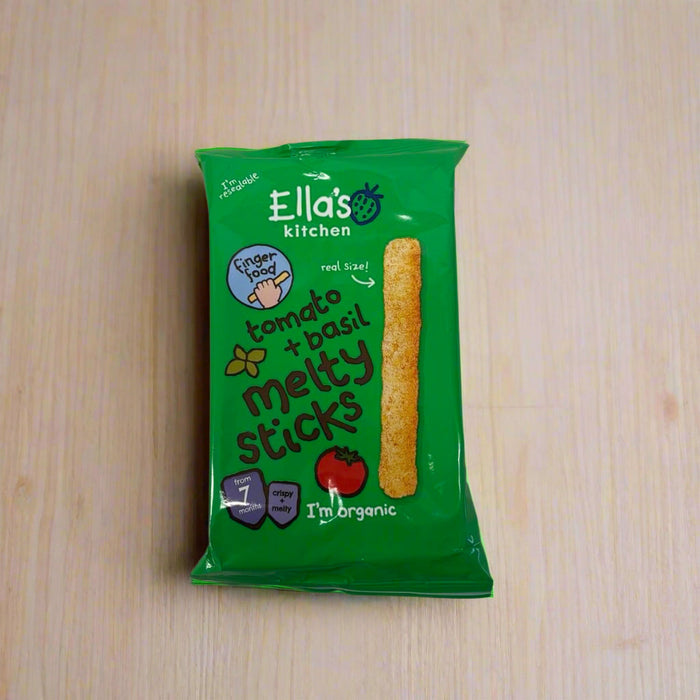 I'm
resealable
Ella's
kitchen
finger
food
real size!
tomato
+ basil
melty
sticks
from
7
months
crispy
+
melty
I'm organic